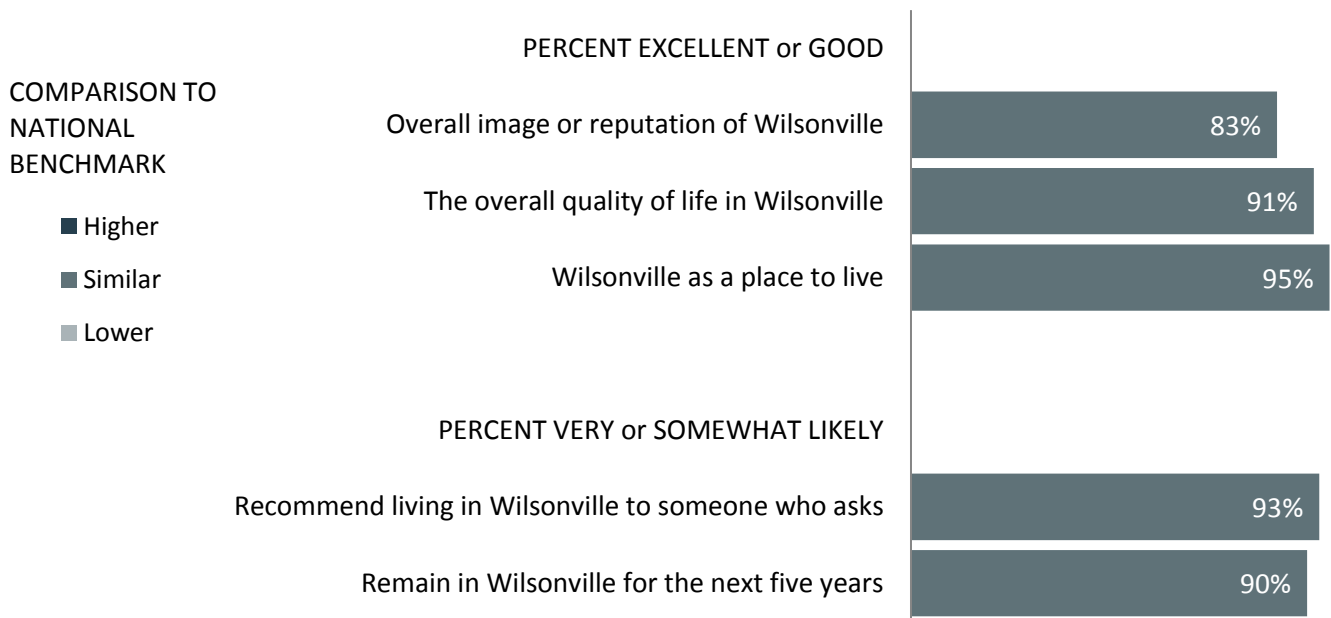 PERCENT EXCELLENT or GOOD
COMPARISON TO
NATIONAL
BENCHMARK
Higher
Similar
Lower
Overall image or reputation of Wilsonville 83%
The overall quality of life in Wilsonville 91%
Wilsonville as a place to live 95%
PERCENT VERY or SOMEWHAT LIKELY
Recommend living in Wilsonville to someone who asks 93%
Remain in Wilsonville for the next five years 90%